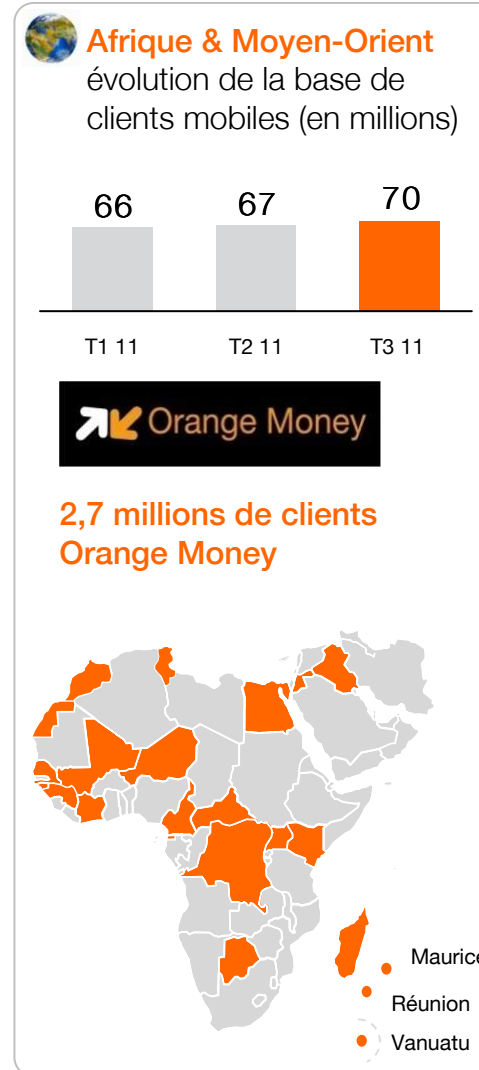 Afrique & Moyen-Orient
évolution de la base de
clients mobiles (en millions)
66 67 70
T1 11 T2 11 T3 11
Orange Money
2,7 millions de clients
Orange Money
Maurice
Réunion
Vanuatu